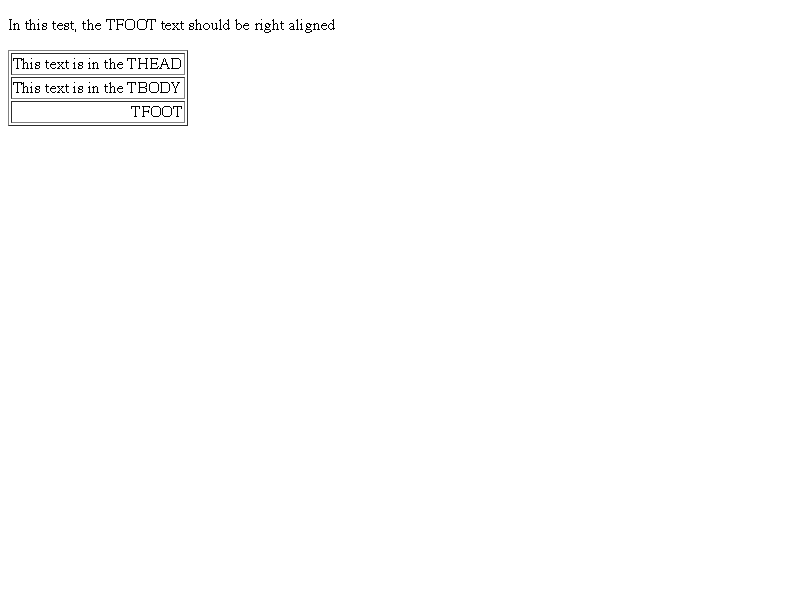 In this test, the TFOOT text should be right aligned
This text is in the THEAD
This text is in the TBODY
TFOOT